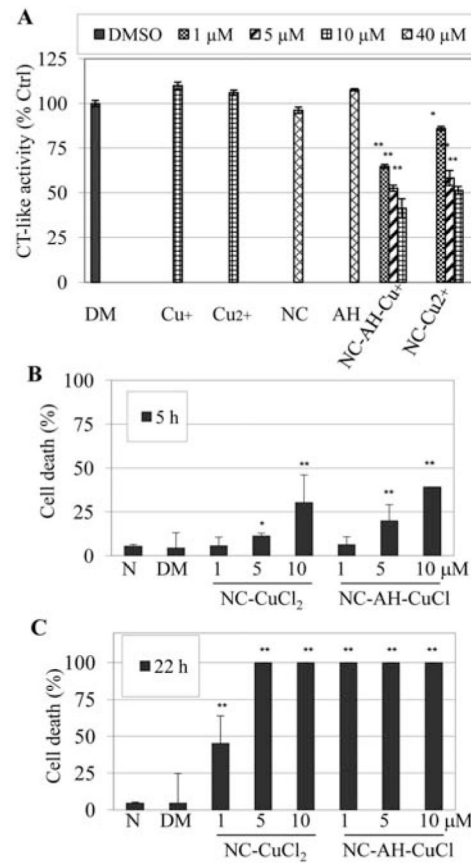 A
DMSO 1 µM 5 µM 10 µM 40 µM
CT-like activity (% Ctrl)
125
100
75
50
25
0
** ** ** * * **
DM Cu+ Cu2+ NC AH NC-AH-Cu+ NC-Cu2+
B
Cell death (%)
100
75
50
25
0
5 h
* ** ** **
N DM 1 5 10 1 5 10 µM
NC-CuCl2 NC-AH-CuCl
C
Cell death (%)
100
75
50
25
0
22 h
** ** ** ** ** **
N DM 1 5 10 1 5 10 µM
NC-CuCl2 NC-AH-CuCl